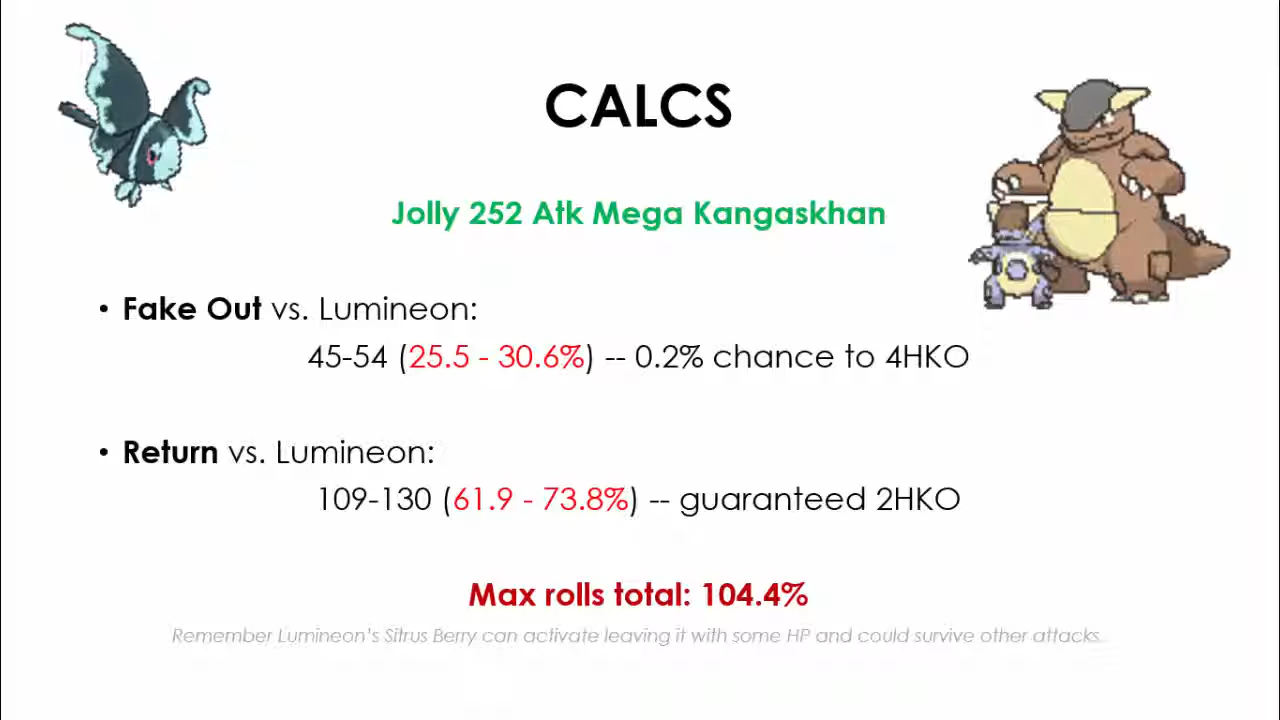 CALCS
Jolly 252 Atk Mega Kangaskhan
• Fake Out vs. Lumineon:
45-54 (25.5 - 30.6%) -- 0.2% chance to 4HKO
• Return vs. Lumineon:
109-130 (61.9 - 73.8%) -- guaranteed 2HKO
Max rolls total: 104.4%
Remember Lumineon's Sitrus Berry can activate leaving it with some HP and could survive other attacks.